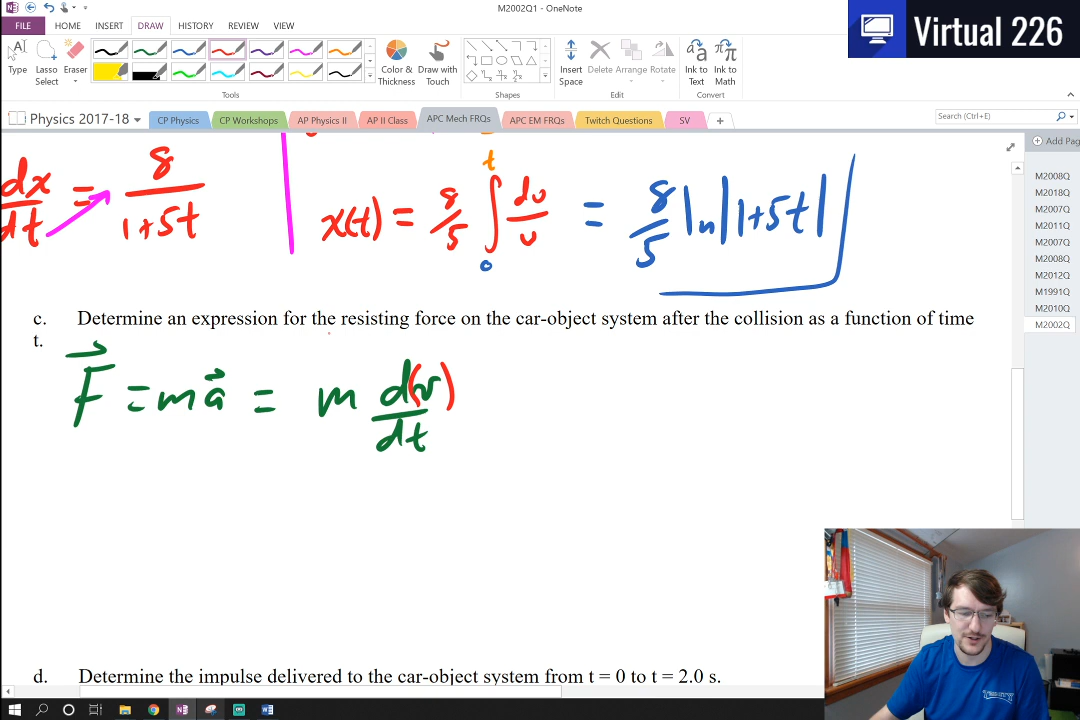 M2002Q1 - OneNote
FILE HOME INSERT DRAW HISTORY REVIEW VIEW
Virtual 226
Type Lasso Select Eraser Color & Thickness Draw with Touch Insert Space Delete Arrange Rotate Ink to Text Ink to Math
Tools Shapes Edit Convert
Physics 2017-18 CP Physics CP Workshops AP Physics II AP II Class APC Mech FRQs APC EM FRQs Twitch Questions SV Search (Ctrl+E)
Add Pag
M2008Q
M2018Q
M2007Q
M2011Q
M2007Q
M2008Q
M2012Q
M1991Q
M2010Q
M2002Q
dx/dt = 8/(1+5t)
t
x(t) = 8/5 ∫ du/u = 8/5 ln|1+5t|
0
c. Determine an expression for the resisting force on the car-object system after the collision as a function of time
t.
F = ma = m d(v)/dt
d. Determine the impulse delivered to the car-object system from t = 0 to t = 2.0 s.